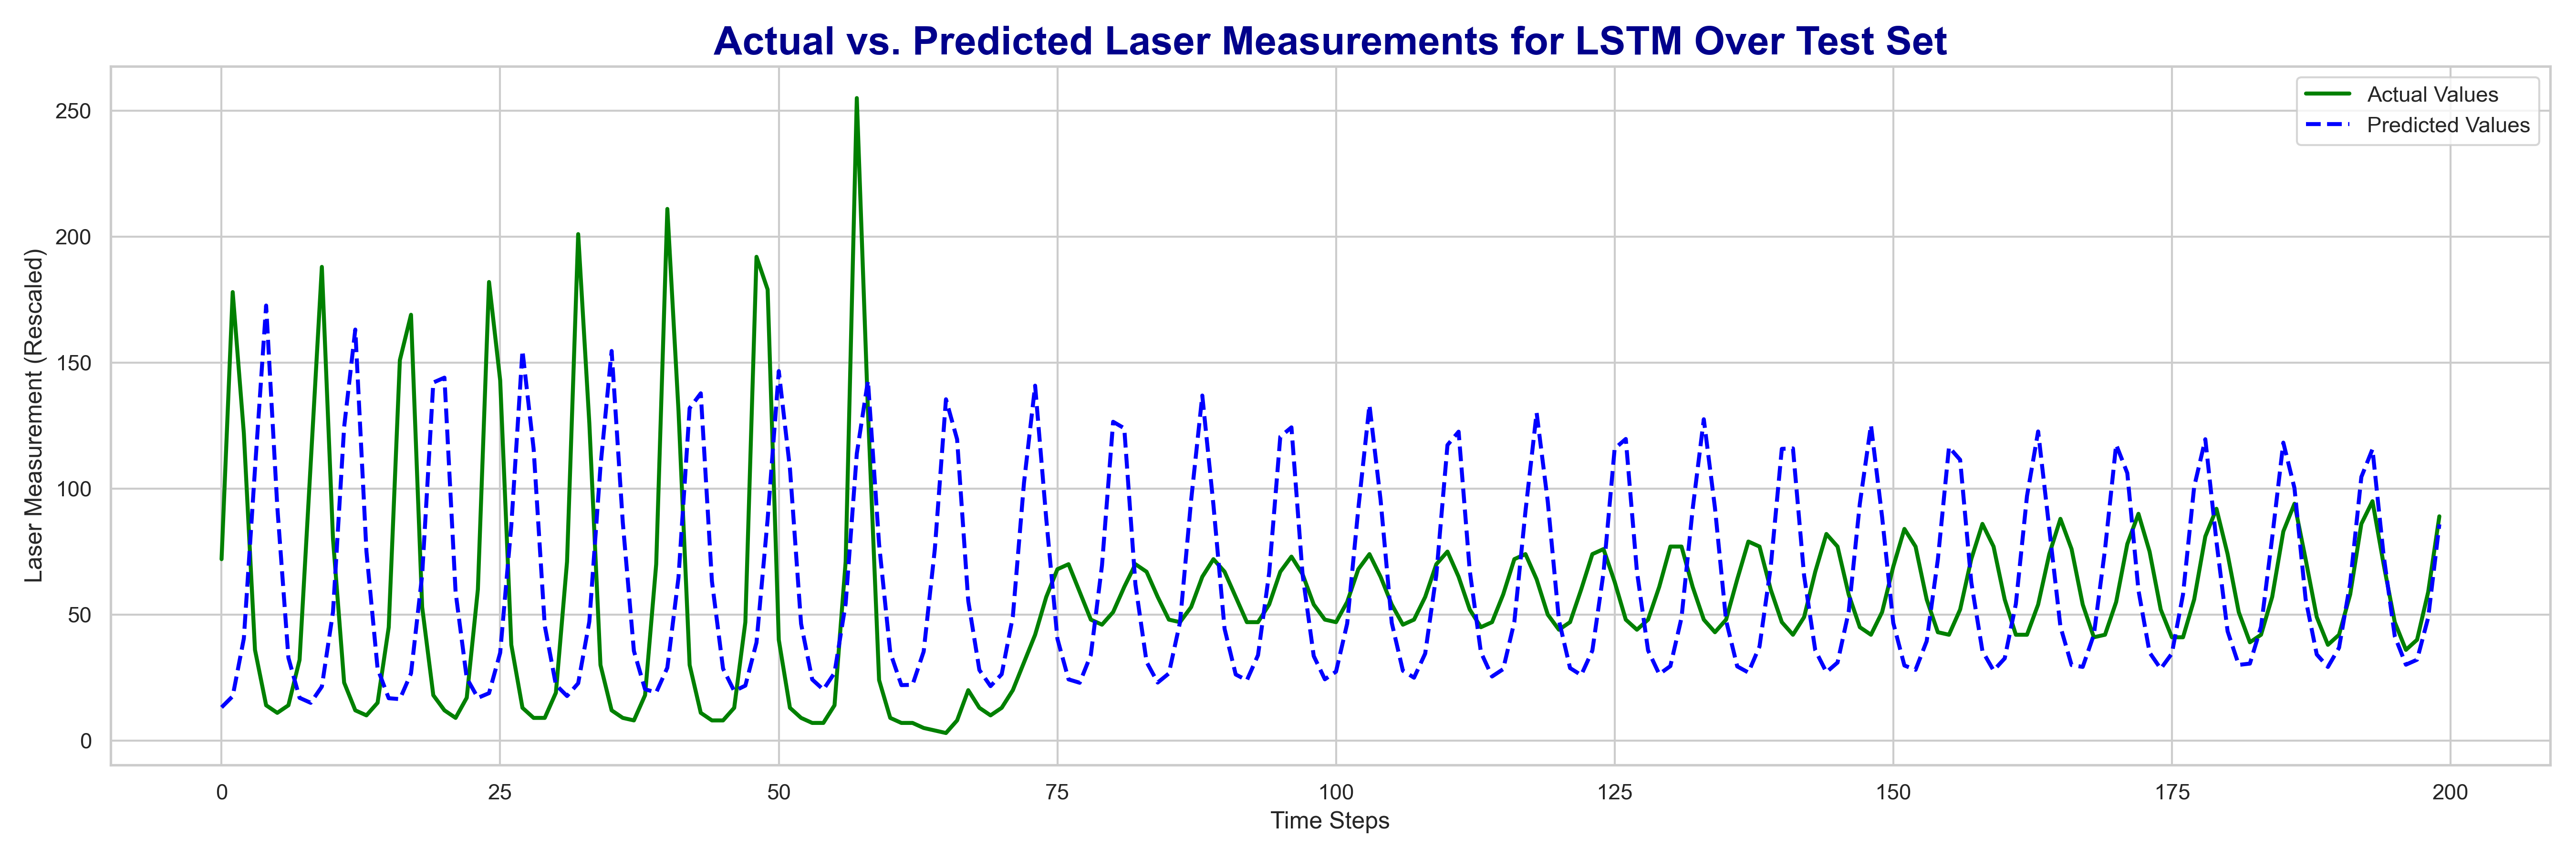 Actual vs. Predicted Laser Measurements for LSTM Over Test Set
Actual Values
Predicted Values
Laser Measurement (Rescaled)
250
200
150
100
50
0
0 25 50 75 100 125 150 175 200
Time Steps